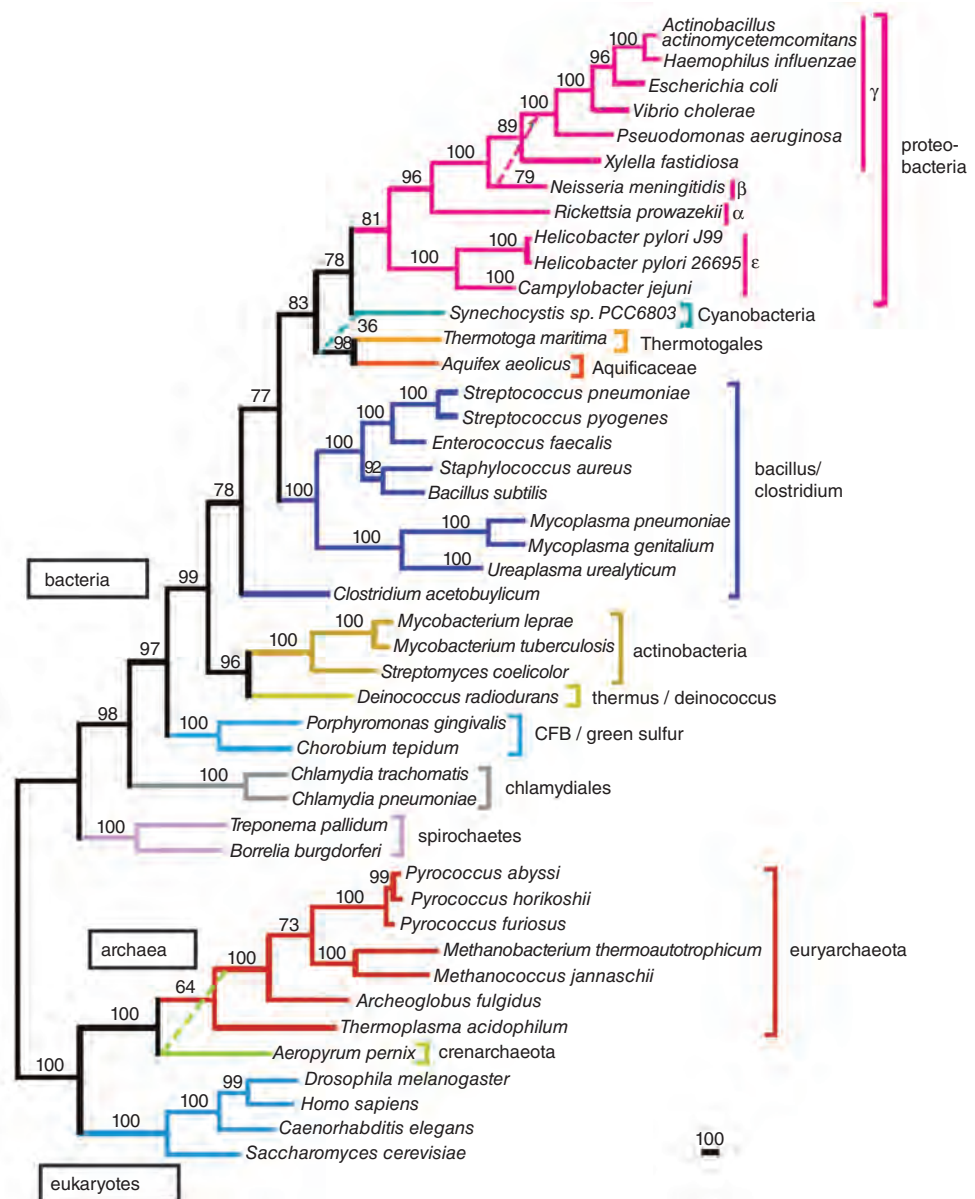 Actinobacillus
100
actinomycetemcomitans
96
Haemophilus influenzae
100
Escherichia coli
γ
100
Vibrio cholerae
89
Pseudomonas aeruginosa
proteo-
bacteria
100
Xylella fastidiosa
96
79
Neisseria meningitidis
β
81
Rickettsia prowazekii
α
100
Helicobacter pylori J99
100
Helicobacter pylori 26695
ε
78
100
Campylobacter jejuni
83
Synechocystis sp. PCC6803
Cyanobacteria
36
98
Thermotoga maritima
Thermotogales
Aquifex aeolicus
Aquificaceae
77
100
Streptococcus pneumoniae
100
Streptococcus pyogenes
100
Enterococcus faecalis
92
Staphylococcus aureus
bacillus/
clostridium
78
100
Bacillus subtilis
100
Mycoplasma pneumoniae
100
Mycoplasma genitalium
100
Ureaplasma urealyticum
bacteria
99
Clostridium acetobuylicum
100
Mycobacterium leprae
97
100
Mycobacterium tuberculosis
actinobacteria
96
Streptomyces coelicolor
Deinococcus radiodurans
thermus / deinococcus
98
100
Porphyromonas gingivalis
CFB / green sulfur
Chorobium tepidum
100
Chlamydia trachomatis
chlamydiales
Chlamydia pneumoniae
100
Treponema pallidum
spirochaetes
Borrelia burgdorferi
99
Pyrococcus abyssi
100
Pyrococcus horikoshii
73
Pyrococcus furiosus
archaea
100
100
Methanobacterium thermoautotrophicum
euryarchaeota
Methanococcus jannaschii
64
Archeoglobus fulgidus
100
Thermoplasma acidophilum
Aeropyrum pernix
crenarchaeota
100
99
Drosophila melanogaster
100
Homo sapiens
100
Caenorhabditis elegans
100
Saccharomyces cerevisiae
eukaryotes